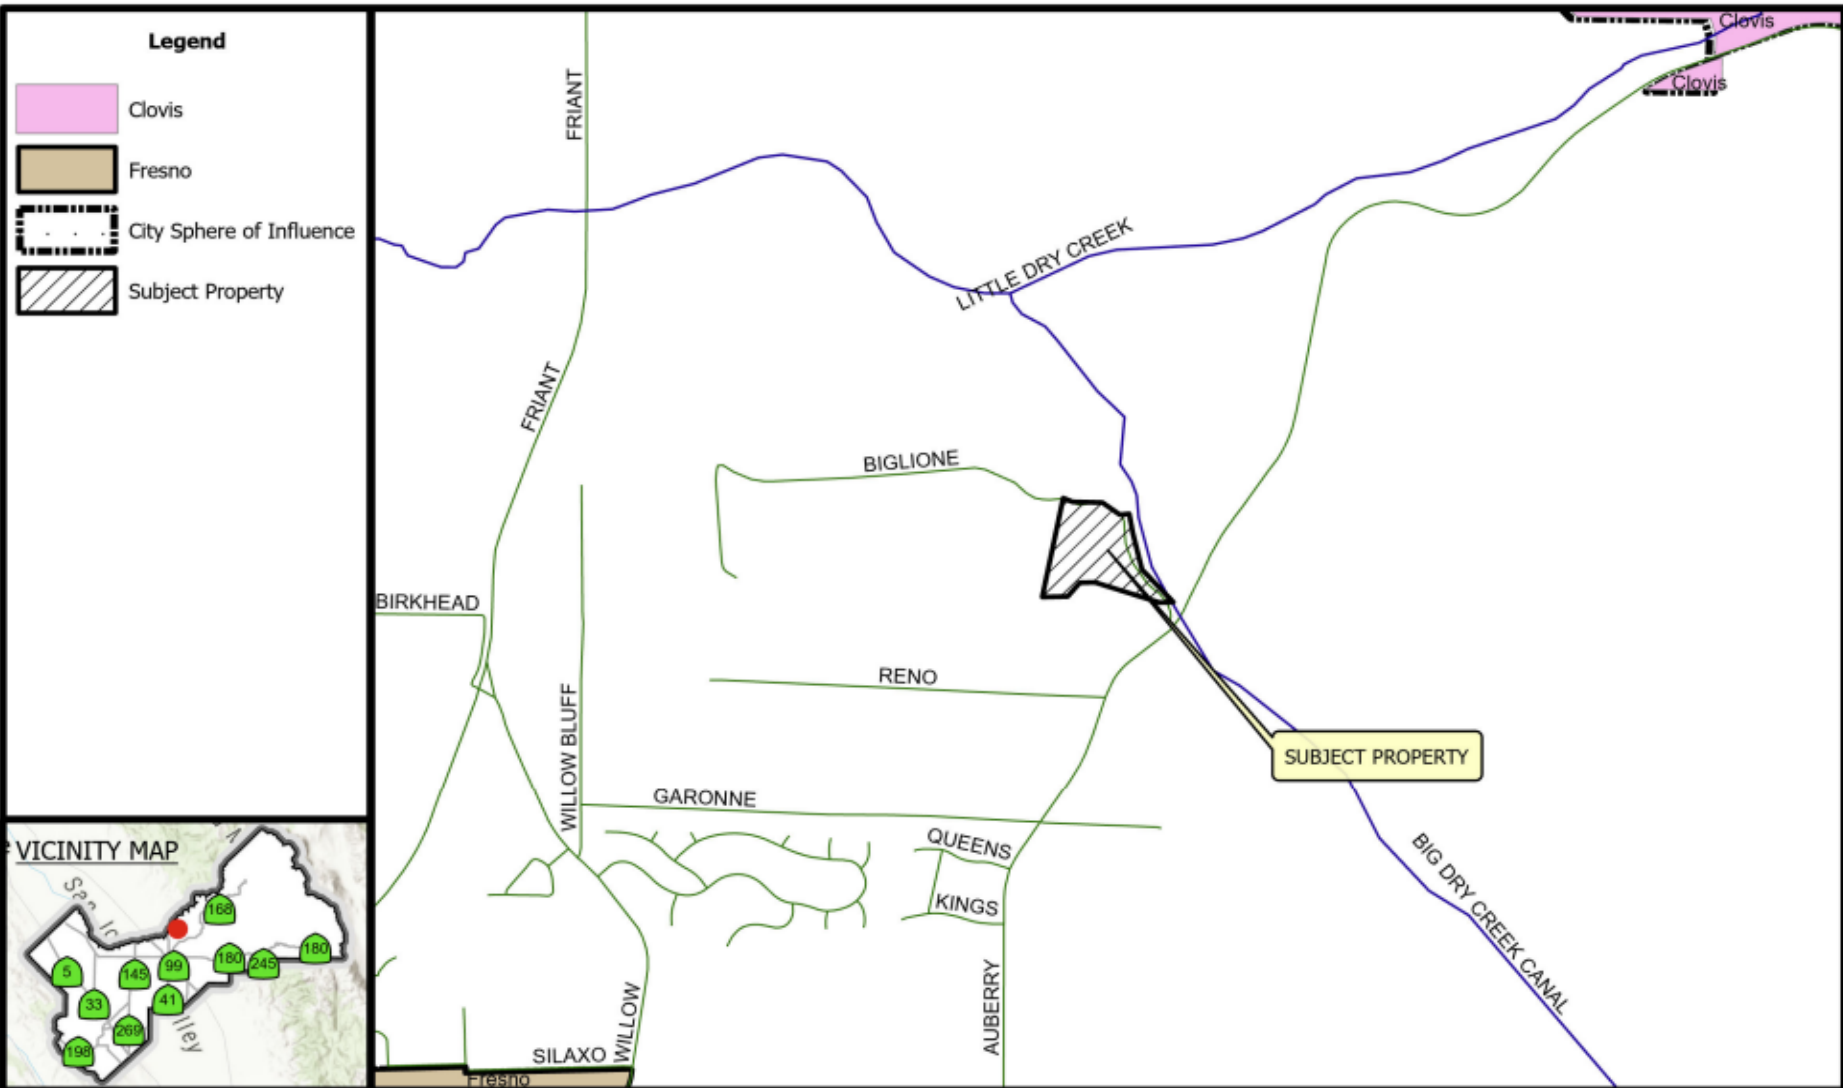 Legend
Clovis
Fresno
City Sphere of Influence
Subject Property
VICINITY MAP
168
5
145
99
180
245
180
33
41
269
198
lley
Clovis
Clovis
FRIANT
LITTLE DRY CREEK
FRIANT
BIGLIONE
BIRKHEAD
RENO
WILLOW BLUFF
SUBJECT PROPERTY
GARONNE
QUEENS
KINGS
BIG DRY CREEK CANAL
AUBERRY
WILLOW
SILAXO
Fresno